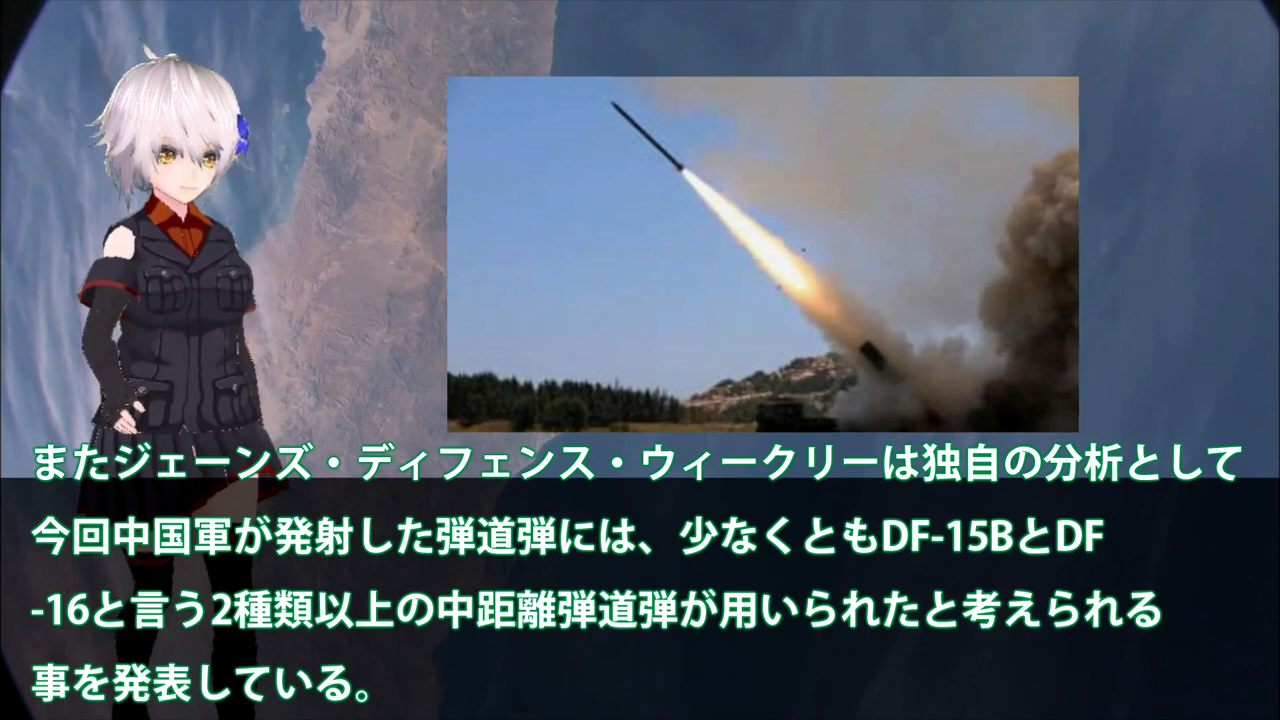 またジェーンズ・ディフェンス・ウィークリーは独自の分析として
今回中国軍が発射した弾道弾には、少なくともDF-15BとDF
-16と言う2種類以上の中距離弾道弾が用いられたと考えられる
事を発表している。